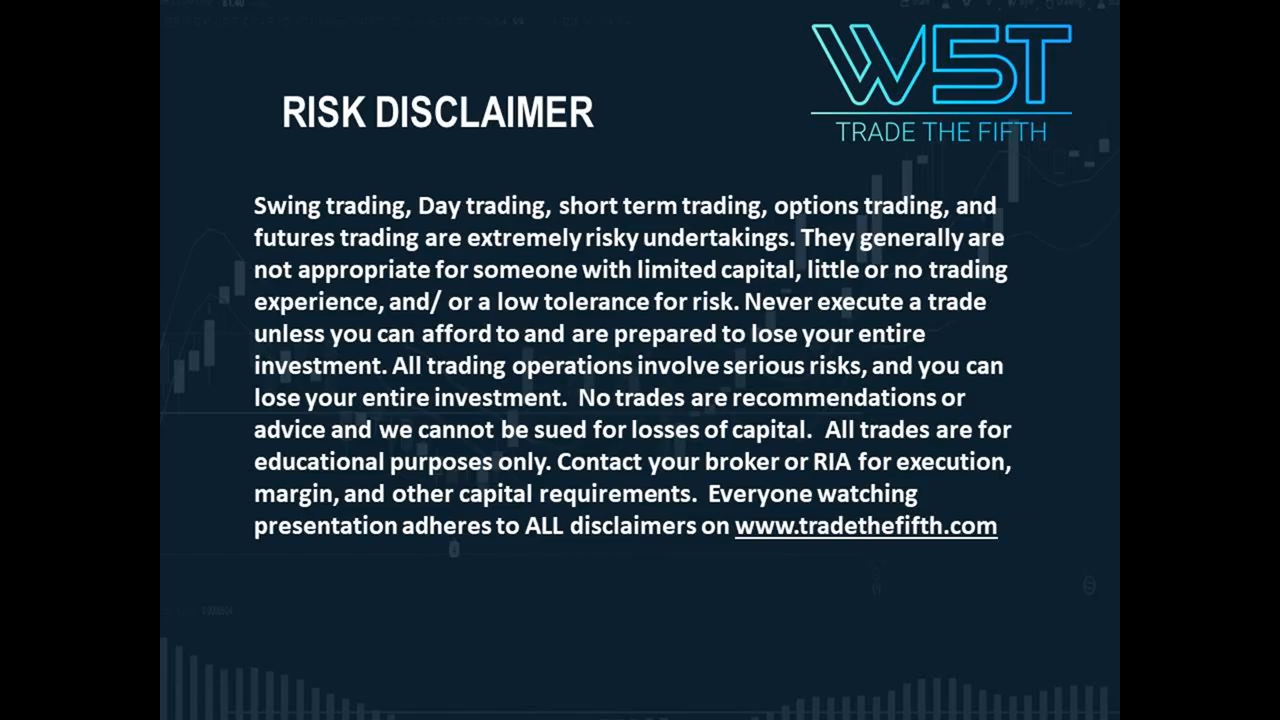 W5T
TRADE THE FIFTH
RISK DISCLAIMER
Swing trading, Day trading, short term trading, options trading, and
futures trading are extremely risky undertakings. They generally are
not appropriate for someone with limited capital, little or no trading
experience, and/ or a low tolerance for risk. Never execute a trade
unless you can afford to and are prepared to lose your entire
investment. All trading operations involve serious risks, and you can
lose your entire investment.  No trades are recommendations or
advice and we cannot be sued for losses of capital.  All trades are for
educational purposes only. Contact your broker or RIA for execution,
margin, and other capital requirements.  Everyone watching
presentation adheres to ALL disclaimers on www.tradethefifth.com